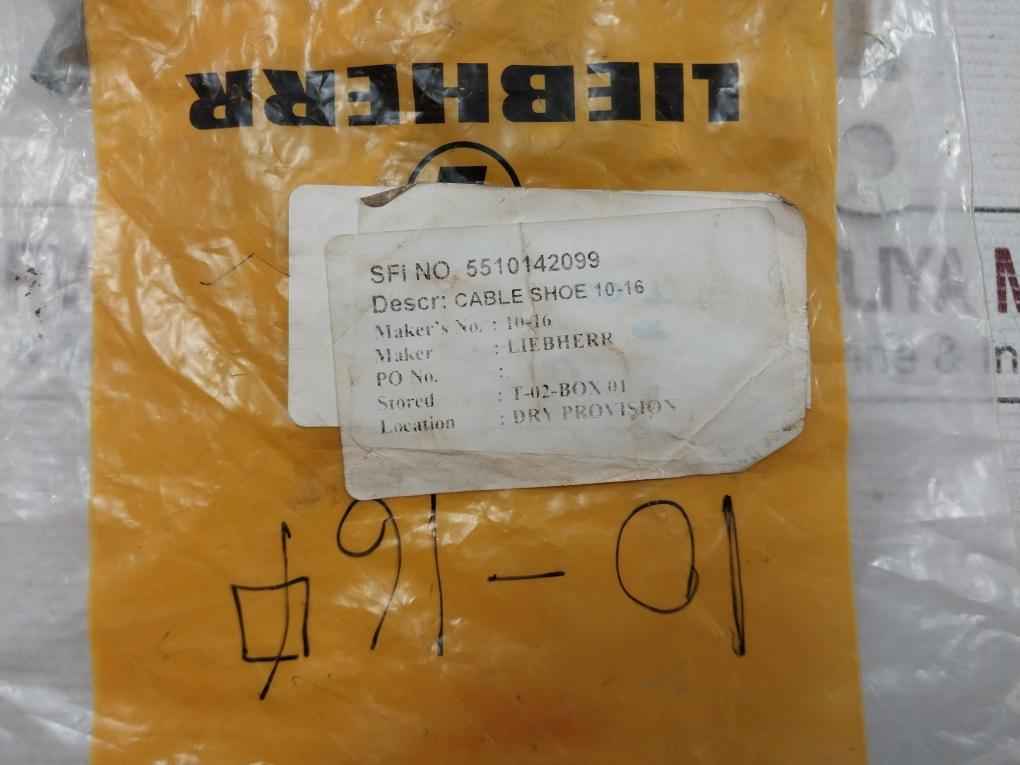 LIEBHERR
SFi NO. 5510142099
Descr: CABLE SHOE 10-16
Maker's No. : 10-16
Maker : LIEBHERR
PO No. :
Stored : T-02-BOX 01
Location : DRY PROVISION
10-16